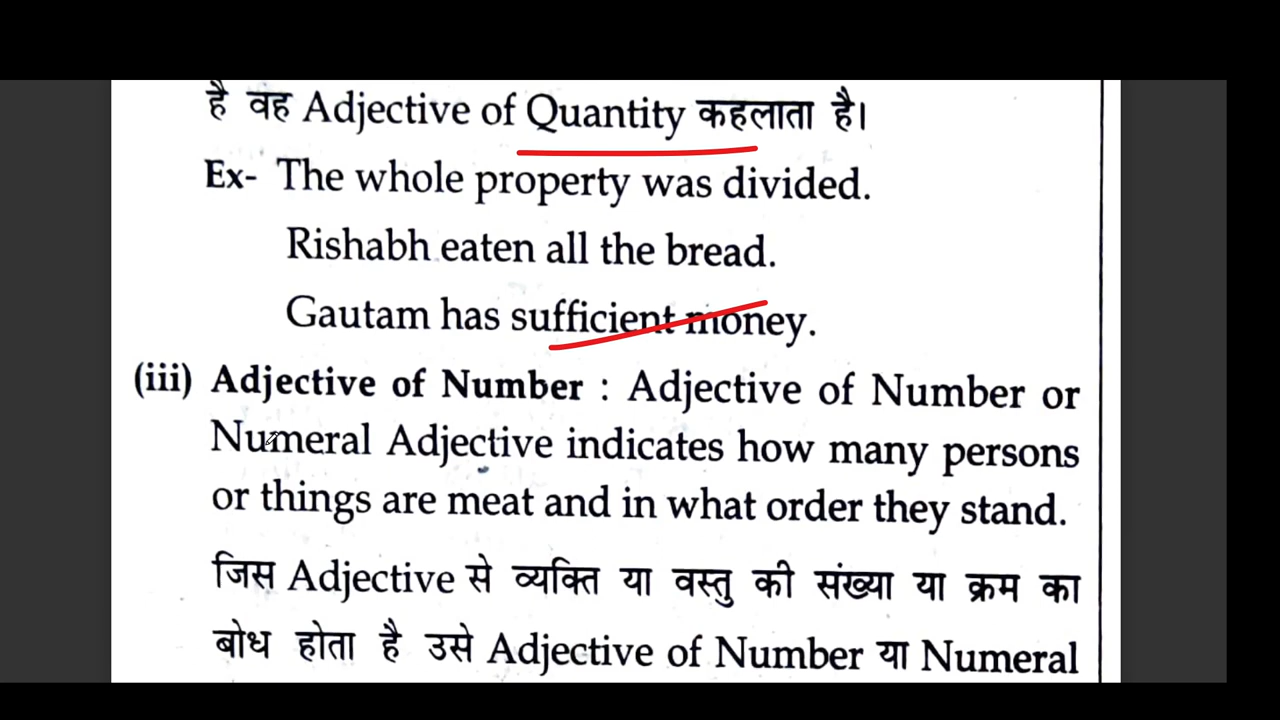 है वह Adjective of Quantity कहलाता है।
Ex- The whole property was divided.
Rishabh eaten all the bread.
Gautam has sufficient money.
(iii) Adjective of Number : Adjective of Number or
Numeral Adjective indicates how many persons
or things are meat and in what order they stand.
जिस Adjective से व्यक्ति या वस्तु की संख्या या क्रम का
बोध होता है उसे Adjective of Number या Numeral